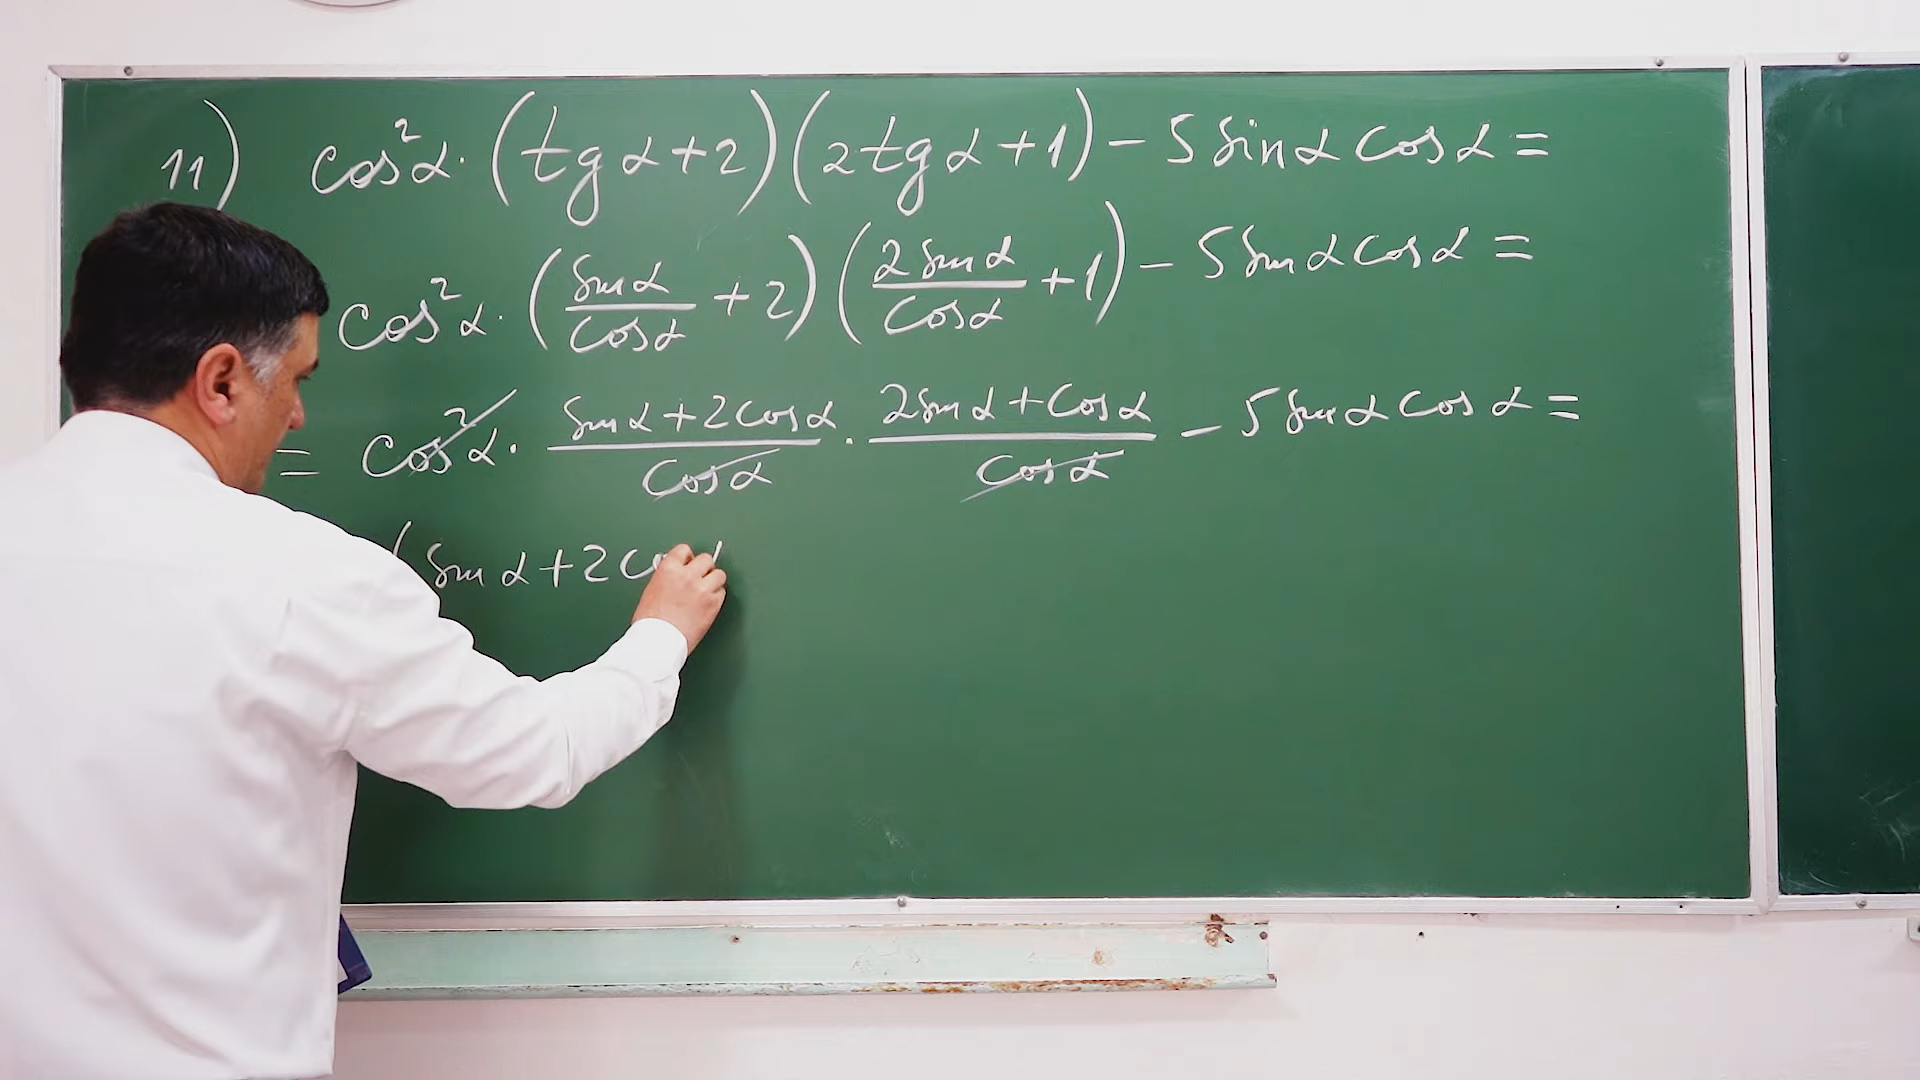 11) cos²α · (tgα+2)(2tgα+1) − 5 sinα cosα =
cos²α · (sinα/cosα + 2)(2sinα/cosα + 1) − 5 sinα cosα =
= cos²α · (sinα+2cosα)/cosα · (2sinα+cosα)/cosα − 5 sinα cosα =
(sinα+2